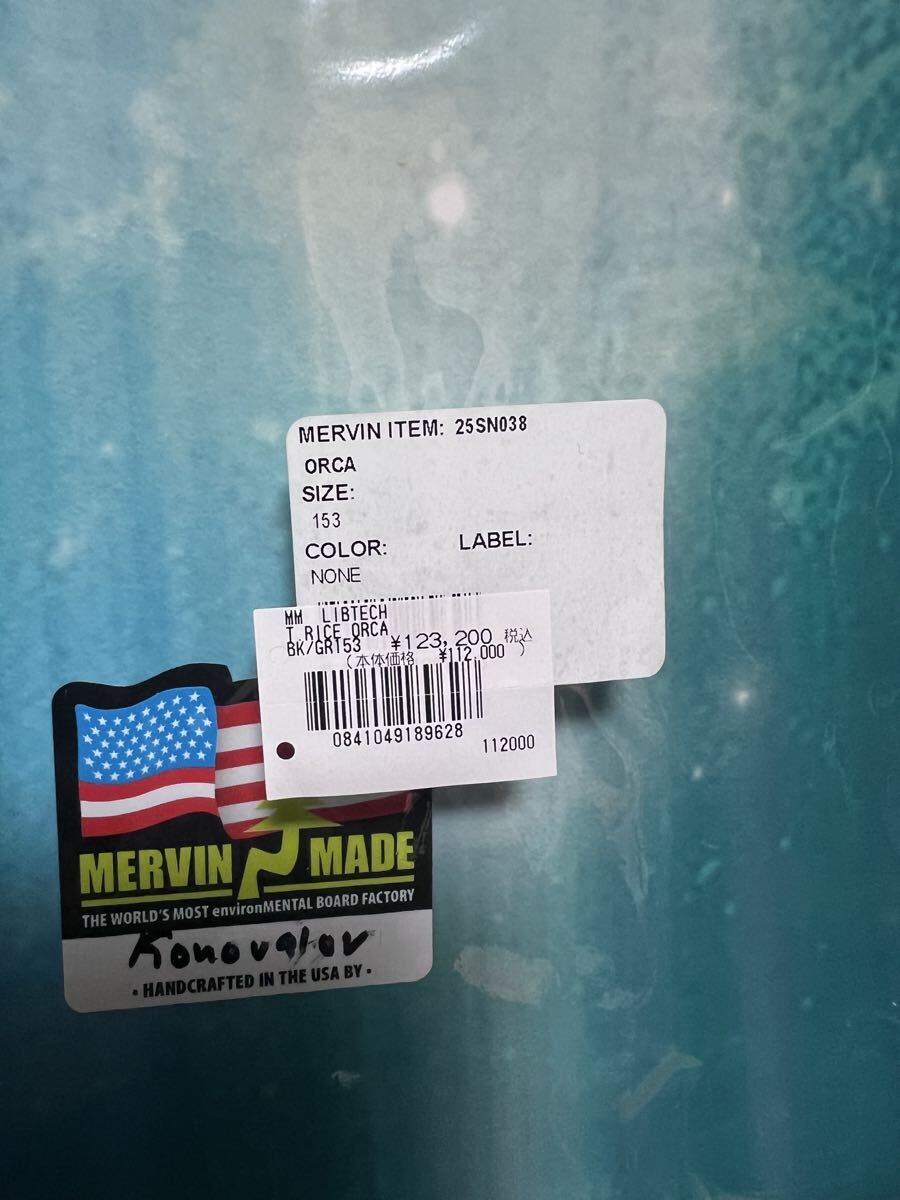 MERVIN ITEM: 25SN038
ORCA
SIZE:
153
COLOR: LABEL:
NONE
MM LIBTECH
T.RICE ORCA
BK/GR153 ¥123,200 税込
(本体価格 ¥112,000 )
0841049189628
112000
MERVIN MADE
THE WORLD'S MOST environMENTAL BOARD FACTORY
Konovalov
• HANDCRAFTED IN THE USA BY •